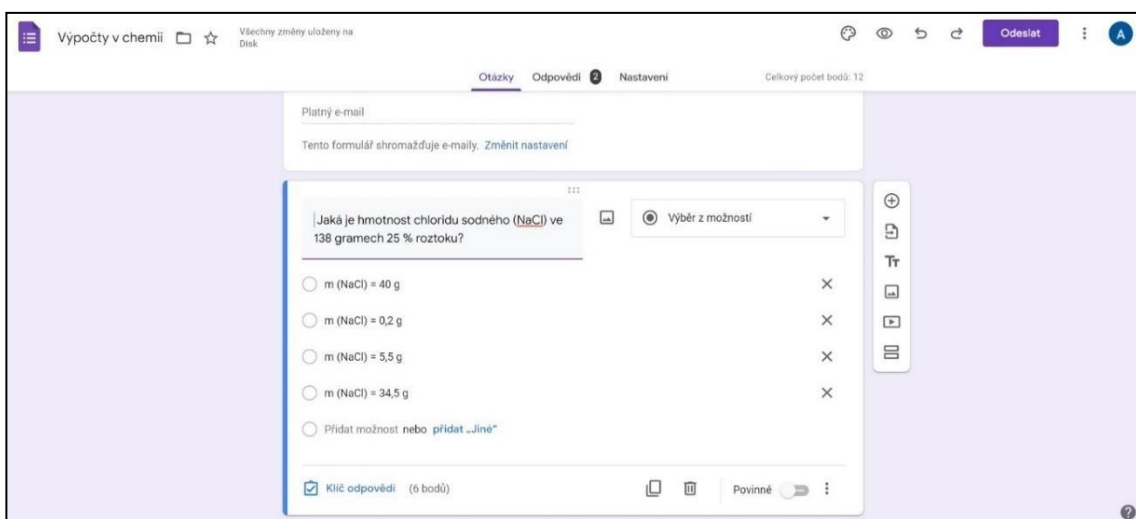 Výpočty v chemii
Všechny změny uloženy na
Disk
Odeslat
A
Otázky Odpovědi 2 Nastavení
Celkový počet bodů: 12
Platný e-mail
Tento formulář shromažďuje e-maily. Změnit nastavení
Jaká je hmotnost chloridu sodného (NaCl) ve
138 gramech 25 % roztoku?
Výběr z možností
m (NaCl) = 40 g
m (NaCl) = 0,2 g
m (NaCl) = 5,5 g
m (NaCl) = 34,5 g
Přidat možnost nebo přidat „Jiné“
Klíč odpovědí (6 bodů)
Povinné